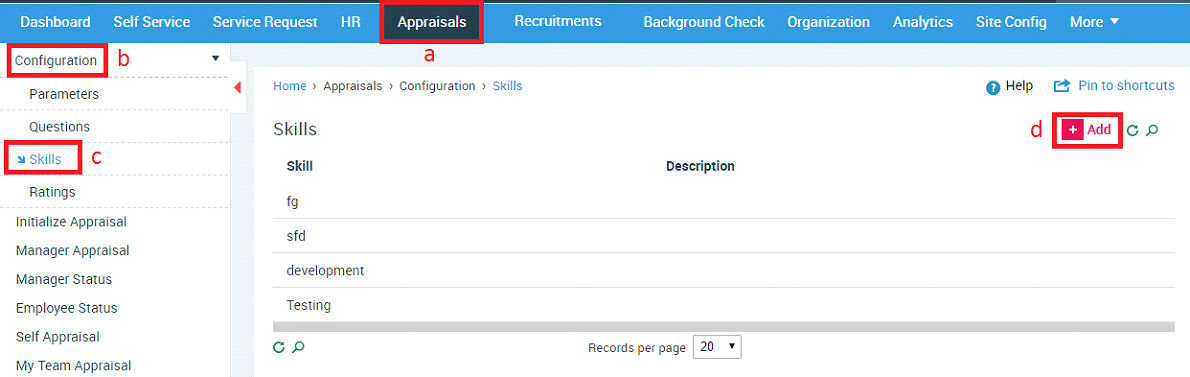 Dashboard Self Service Service Request HR Appraisals Recruitments Background Check Organization Analytics Site Config More
a
Configuration b
Parameters
Questions
c
Skills
Ratings
Initialize Appraisal
Manager Appraisal
Manager Status
Employee Status
Self Appraisal
My Team Appraisal
Home › Appraisals › Configuration › Skills
? Help Pin to shortcuts
Skills
d + Add
Skill Description
fg
sfd
development
Testing
Records per page 20